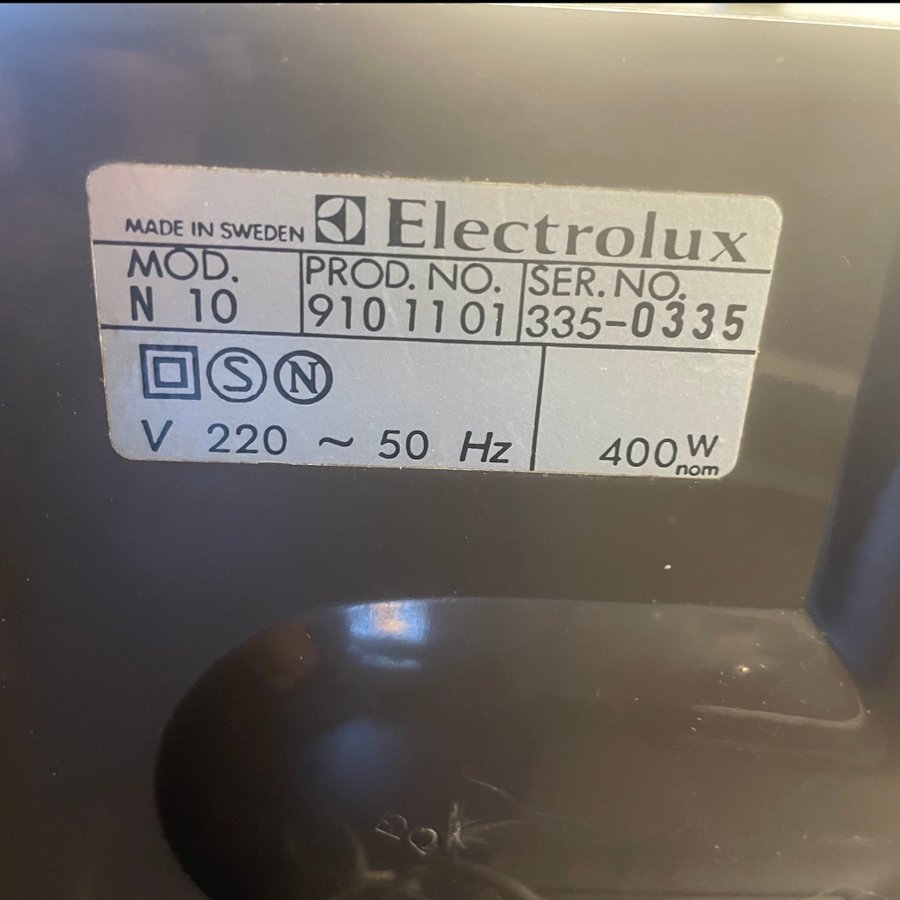 MADE IN SWEDEN Electrolux
MOD. PROD. NO. SER. NO.
N 10 910 11 01 335-0335
S N
V 220 ~ 50 Hz 400 W nom